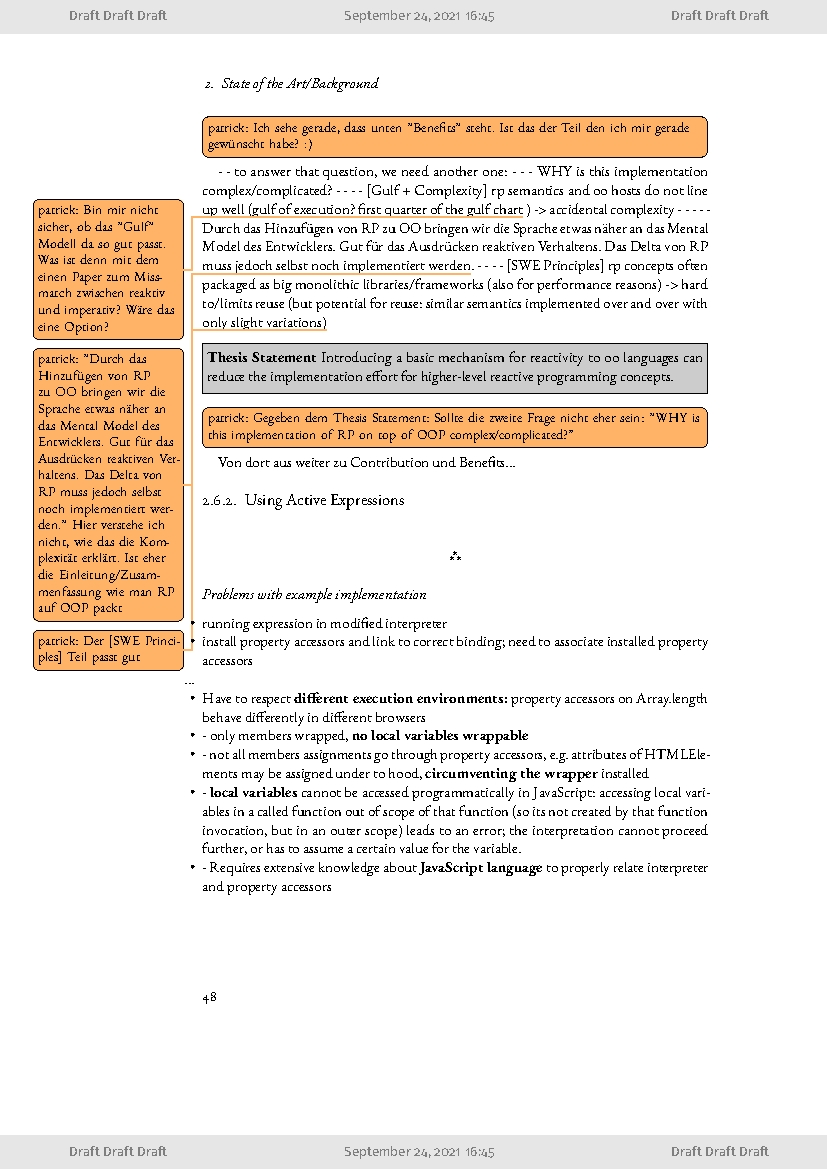 Draft Draft Draft September 24, 2021 16:45 Draft Draft Draft
2. State of the Art/Background
patrick: Ich sehe gerade, dass unten "Benefits" steht. Ist das der Teil den ich mir gerade
gewünscht habe? :)
- - to answer that question, we need another one: - - - WHY is this implementation
complex/complicated? - - - - [Gulf + Complexity] rp semantics and oo hosts do not line
up well (gulf of execution? first quarter of the gulf chart ) -> accidental complexity - - - - -
Durch das Hinzufügen von RP zu OO bringen wir die Sprache etwas näher an das Mental
Model des Entwicklers. Gut für das Ausdrücken reaktiven Verhaltens. Das Delta von RP
muss jedoch selbst noch implementiert werden. - - - - [SWE Principles] rp concepts often
packaged as big monolithic libraries/frameworks (also for performance reasons) -> hard
to/limits reuse (but potential for reuse: similar semantics implemented over and over with
only slight variations)
patrick: Bin mir nicht
sicher, ob das "Gulf"
Modell da so gut passt.
Was ist denn mit dem
einen Paper zum Miss-
match zwischen reaktiv
und imperativ? Wäre das
eine Option?
patrick: "Durch das
Hinzufügen von RP
zu OO bringen wir die
Sprache etwas näher an
das Mental Model des
Entwicklers. Gut für das
Ausdrücken reaktiven Ver-
haltens. Das Delta von
RP muss jedoch selbst
noch implementiert wer-
den." Hier verstehe ich
nicht, wie das die Kom-
plexität erklärt. Ist eher
die Einleitung/Zusam-
menfassung wie man RP
auf OOP packt
patrick: Der [SWE Princi-
ples] Teil passt gut
Thesis Statement Introducing a basic mechanism for reactivity to oo languages can
reduce the implementation effort for higher-level reactive programming concepts.
patrick: Gegeben dem Thesis Statement: Sollte die zweite Frage nicht eher sein: "WHY is
this implementation of RP on top of OOP complex/complicated?"
Von dort aus weiter zu Contribution und Benefits...
2.6.2. Using Active Expressions
⁂
Problems with example implementation
• running expression in modified interpreter
• install property accessors and link to correct binding; need to associate installed property
accessors
...
• Have to respect different execution environments: property accessors on Array.length
behave differently in different browsers
• - only members wrapped, no local variables wrappable
• - not all members assignments go through property accessors, e.g. attributes of HTMLEle-
ments may be assigned under to hood, circumventing the wrapper installed
• - local variables cannot be accessed programmatically in JavaScript: accessing local vari-
ables in a called function out of scope of that function (so its not created by that function
invocation, but in an outer scope) leads to an error; the interpretation cannot proceed
further, or has to assume a certain value for the variable.
• - Requires extensive knowledge about JavaScript language to properly relate interpreter
and property accessors
48
Draft Draft Draft September 24, 2021 16:45 Draft Draft Draft